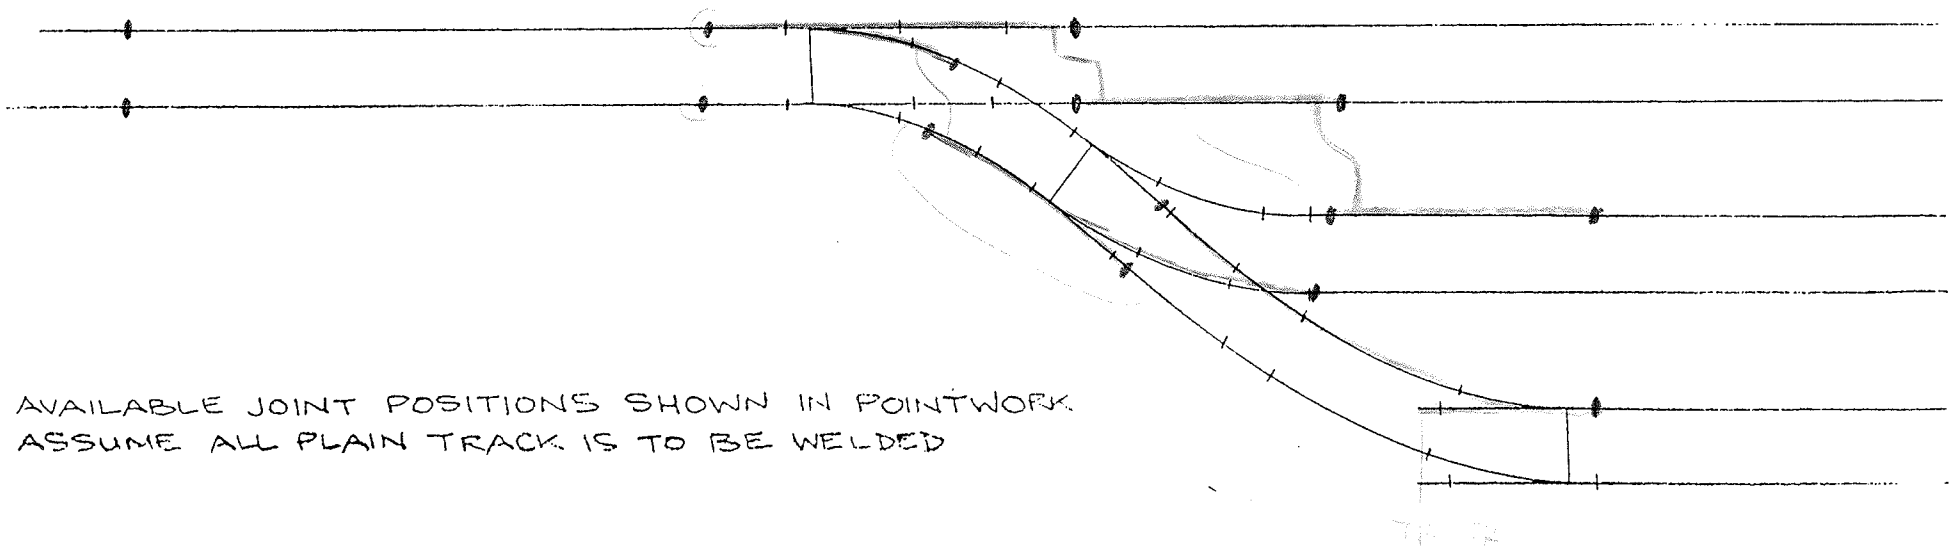 AVAILABLE JOINT POSITIONS SHOWN IN POINTWORK
ASSUME ALL PLAIN TRACK IS TO BE WELDED